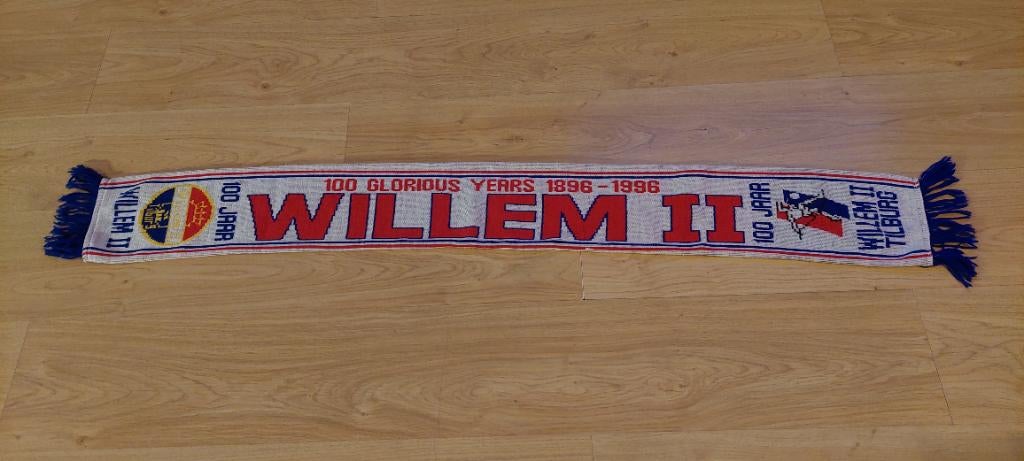 WILLEM II
100 JAAR
100 GLORIOUS YEARS 1896-1996
WILLEM II
100 JAAR
WILLEM II
TILBURG